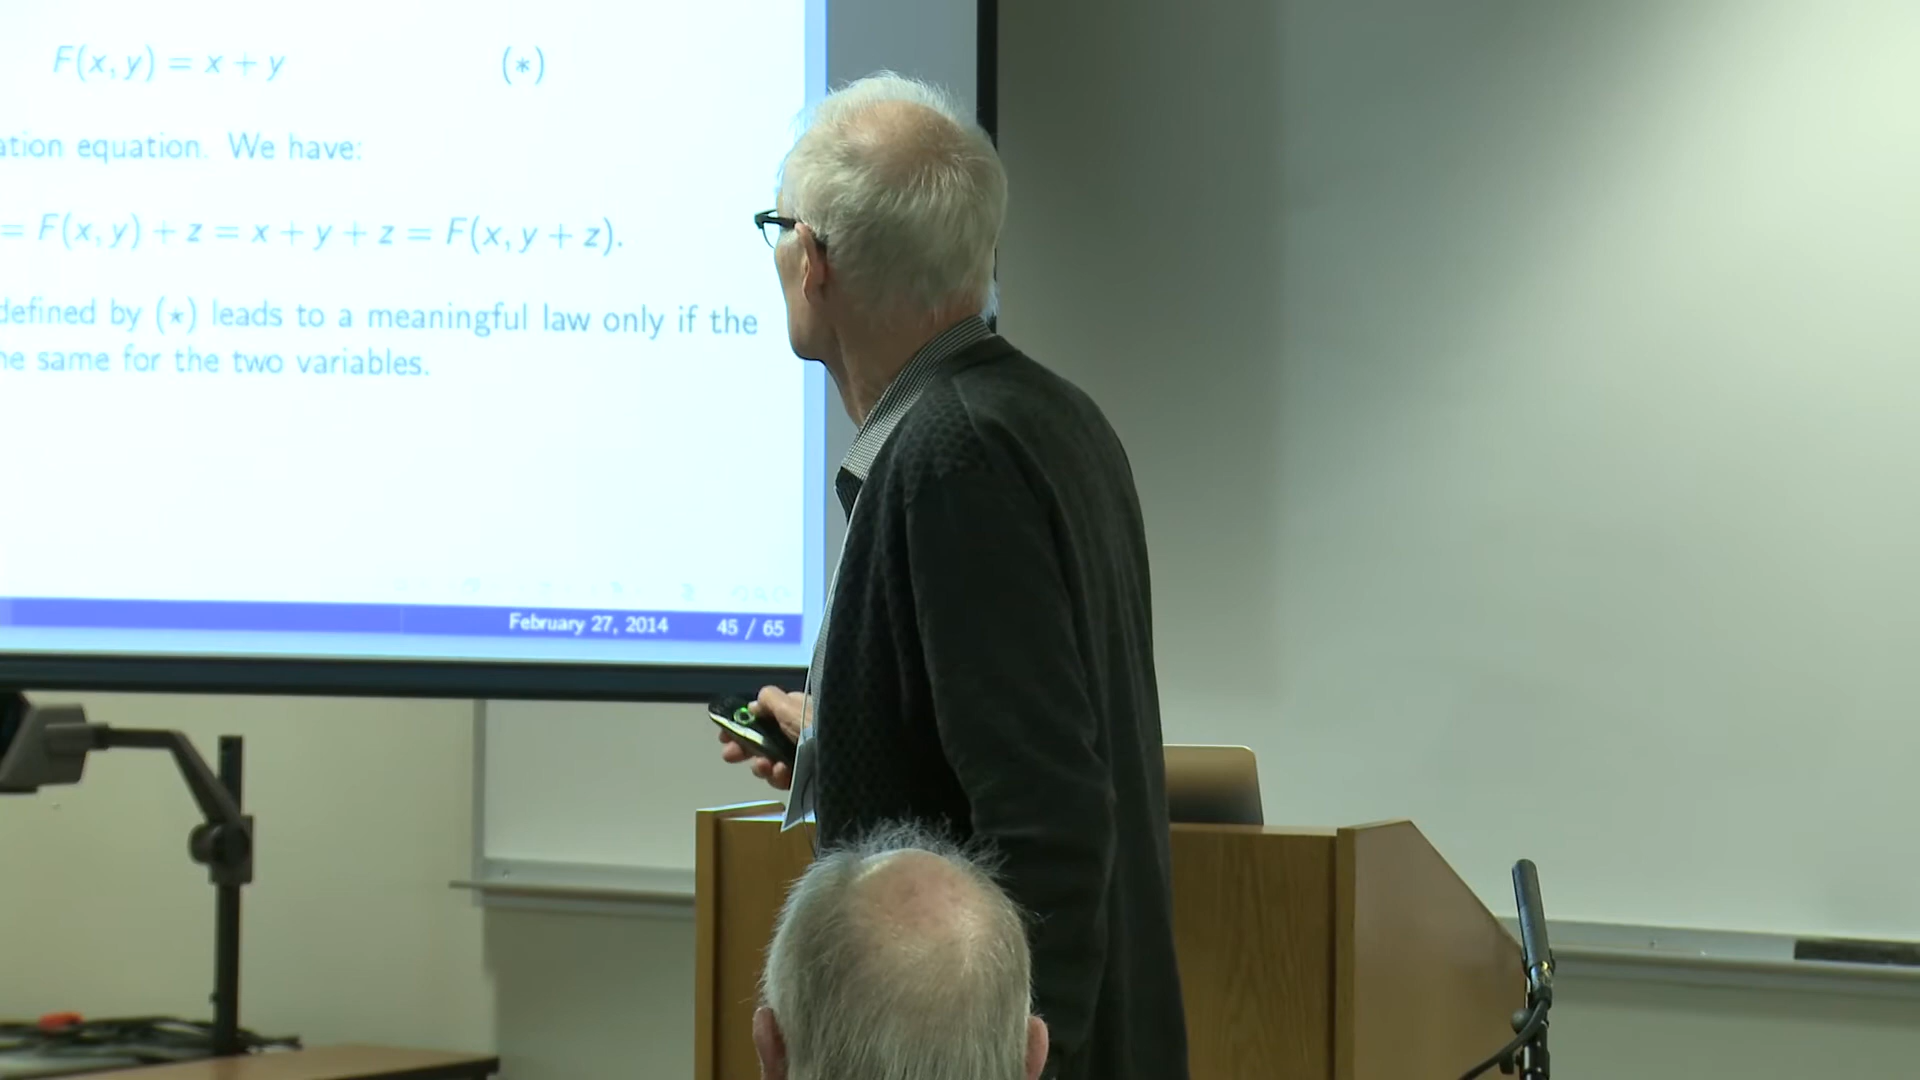 F(x, y) = x + y (*)
ation equation. We have:
= F(x, y) + z = x + y + z = F(x, y + z).
defined by (*) leads to a meaningful law only if the
he same for the two variables.
February 27, 2014 45 / 65